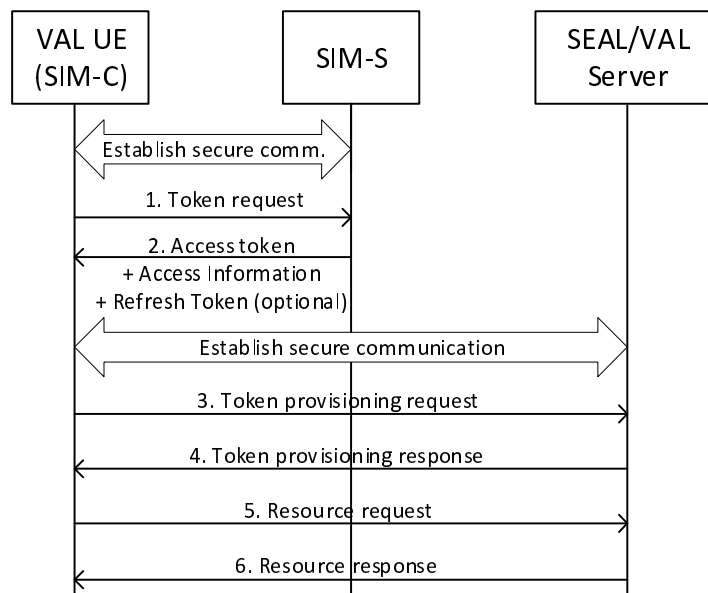 VAL UE
(SIM-C)
SIM-S
SEAL/VAL
Server
Establish secure comm.
1. Token request
2. Access token
+ Access Information
+ Refresh Token (optional)
Establish secure communication
3. Token provisioning request
4. Token provisioning response
5. Resource request
6. Resource response